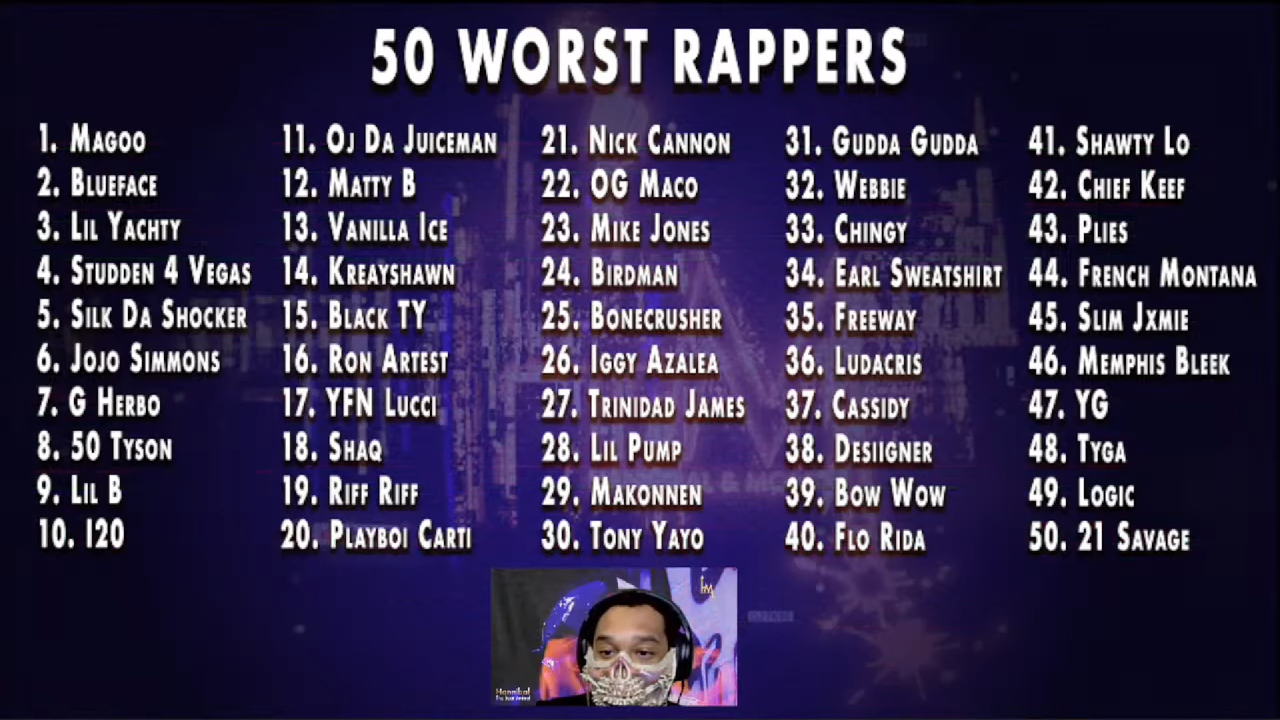 50 WORST RAPPERS
1. MAGOO
2. BLUEFACE
3. LIL YACHTY
4. STUDDEN 4 VEGAS
5. SILK DA SHOCKER
6. JOJO SIMMONS
7. G HERBO
8. 50 TYSON
9. LIL B
10. I20
11. OJ DA JUICEMAN
12. MATTY B
13. VANILLA ICE
14. KREAYSHAWN
15. BLACK TY
16. RON ARTEST
17. YFN LUCCI
18. SHAQ
19. RIFF RIFF
20. PLAYBOI CARTI
21. NICK CANNON
22. OG MACO
23. MIKE JONES
24. BIRDMAN
25. BONECRUSHER
26. IGGY AZALEA
27. TRINIDAD JAMES
28. LIL PUMP
29. MAKONNEN
30. TONY YAYO
31. GUDDA GUDDA
32. WEBBIE
33. CHINGY
34. EARL SWEATSHIRT
35. FREEWAY
36. LUDACRIS
37. CASSIDY
38. DESIIGNER
39. BOW WOW
40. FLO RIDA
41. SHAWTY LO
42. CHIEF KEEF
43. PLIES
44. FRENCH MONTANA
45. SLIM JXMIE
46. MEMPHIS BLEEK
47. YG
48. TYGA
49. LOGIC
50. 21 SAVAGE
Hannibal